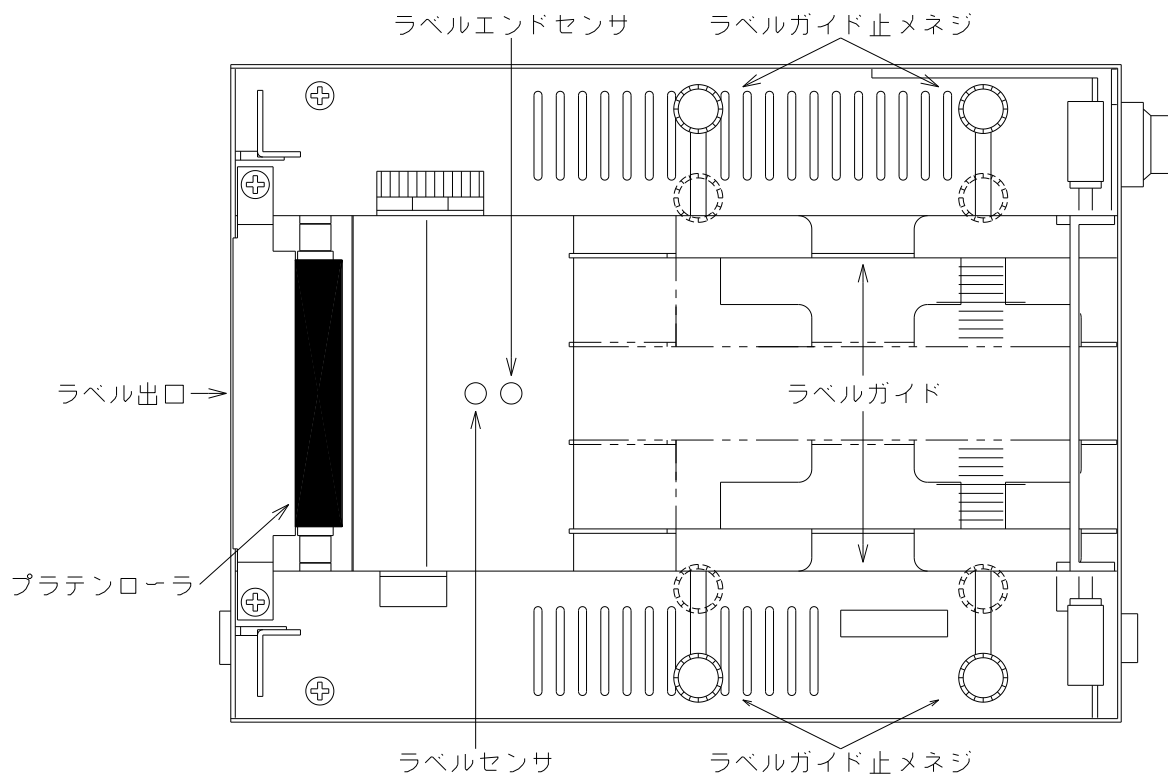 ラベルエンドセンサ
ラベルガイド止メネジ
ラベル出口
ラベルガイド
プラテンローラ
ラベルセンサ
ラベルガイド止メネジ